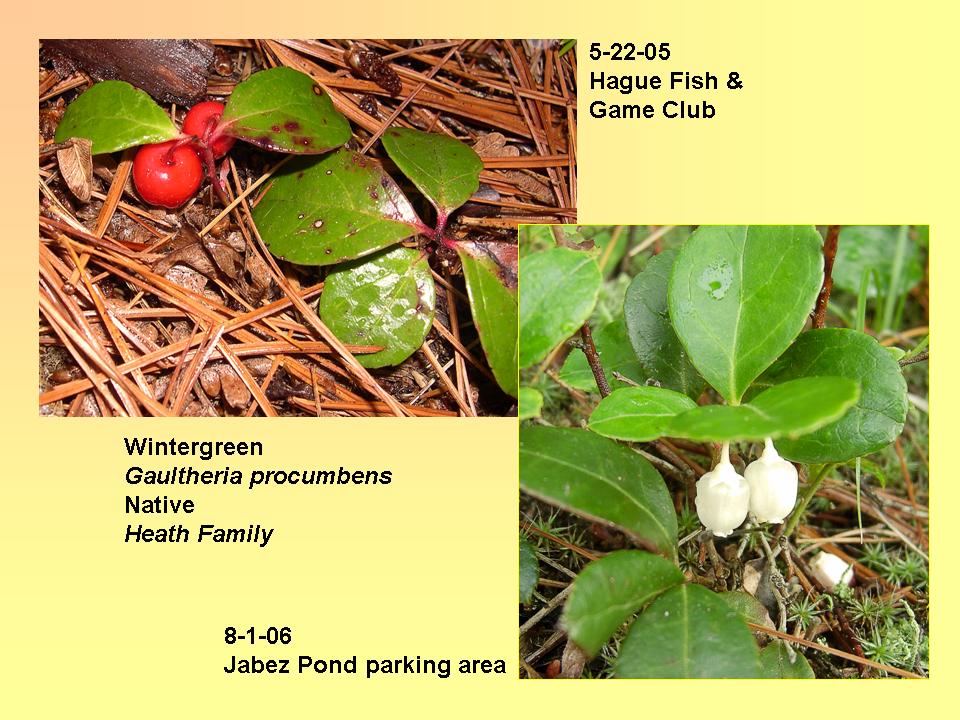 5-22-05
Hague Fish &
Game Club
Wintergreen
Gaultheria procumbens
Native
Heath Family
8-1-06
Jabez Pond parking area